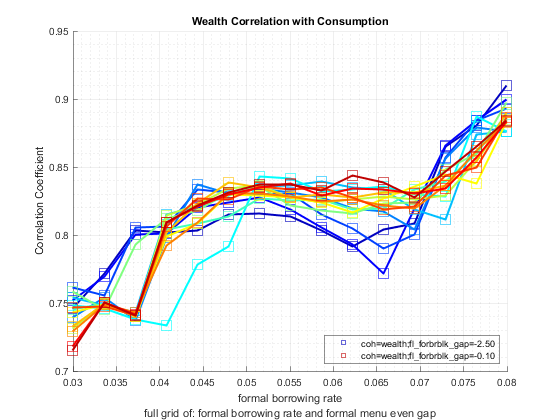 Wealth Correlation with Consumption
0.95
0.9
0.85
0.8
0.75
0.7
Correlation Coefficient
coh=wealth;fl_forbrblk_gap=-2.50
coh=wealth;fl_forbrblk_gap=-0.10
0.03 0.035 0.04 0.045 0.05 0.055 0.06 0.065 0.07 0.075 0.08
formal borrowing rate
full grid of: formal borrowing rate and formal menu even gap